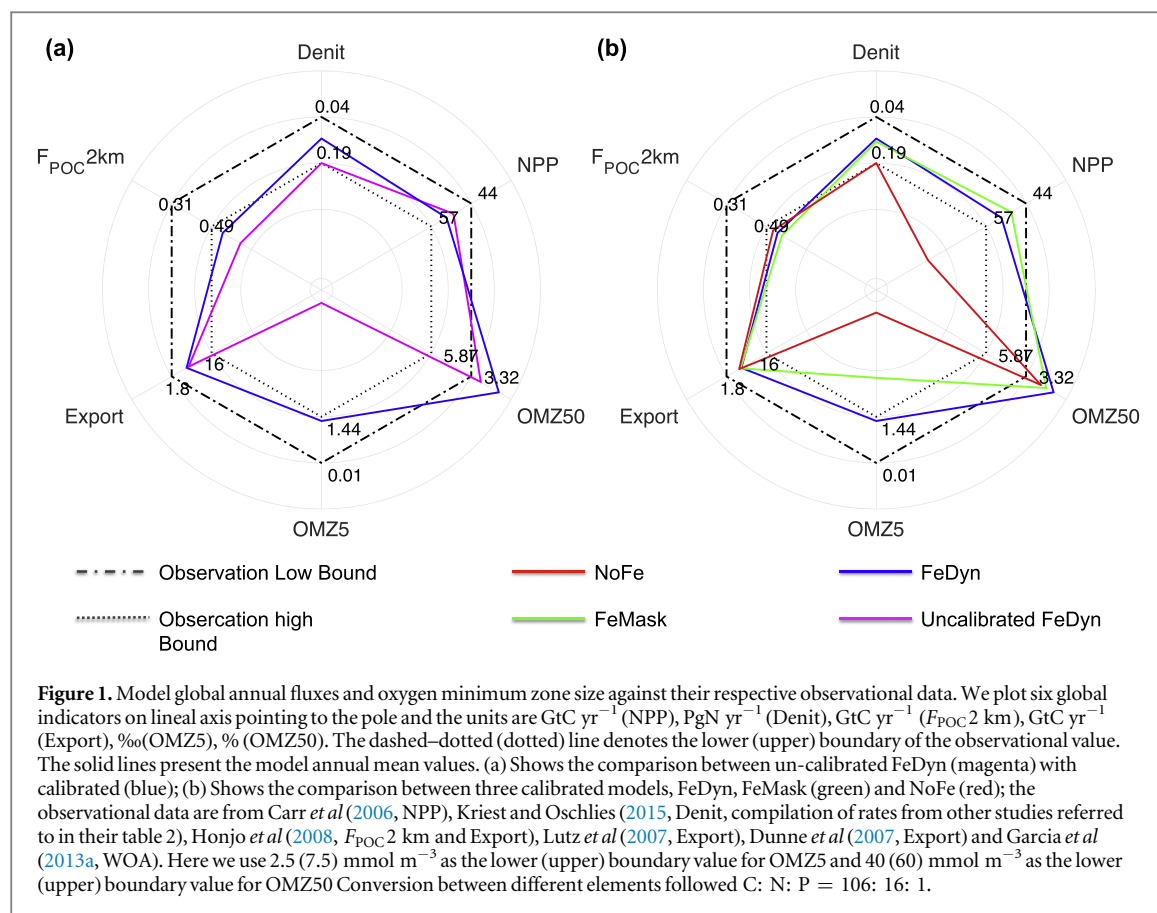 (a)
Denit
0.04
F_POC2km
NPP
0.19
0.31
44
0.49
57
16
5.87
1.8
3.32
Export
OMZ50
1.44
0.01
OMZ5
(b)
Denit
0.04
F_POC2km
NPP
0.19
0.31
44
0.49
57
16
5.87
1.8
3.32
Export
OMZ50
1.44
0.01
OMZ5
Observation Low Bound
NoFe
FeDyn
Obsercation high
Bound
FeMask
Uncalibrated FeDyn
Figure 1. Model global annual fluxes and oxygen minimum zone size against their respective observational data. We plot six global
indicators on lineal axis pointing to the pole and the units are GtC yr⁻¹ (NPP), PgN yr⁻¹ (Denit), GtC yr⁻¹ (F_POC2 km), GtC yr⁻¹
(Export), ‰(OMZ5), % (OMZ50). The dashed–dotted (dotted) line denotes the lower (upper) boundary of the observational value.
The solid lines present the model annual mean values. (a) Shows the comparison between un-calibrated FeDyn (magenta) with
calibrated (blue); (b) Shows the comparison between three calibrated models, FeDyn, FeMask (green) and NoFe (red); the
observational data are from Carr et al (2006, NPP), Kriest and Oschlies (2015, Denit, compilation of rates from other studies referred
to in their table 2), Honjo et al (2008, F_POC2 km and Export), Lutz et al (2007, Export), Dunne et al (2007, Export) and Garcia et al
(2013a, WOA). Here we use 2.5 (7.5) mmol m⁻³ as the lower (upper) boundary value for OMZ5 and 40 (60) mmol m⁻³ as the lower
(upper) boundary value for OMZ50 Conversion between different elements followed C: N: P = 106: 16: 1.